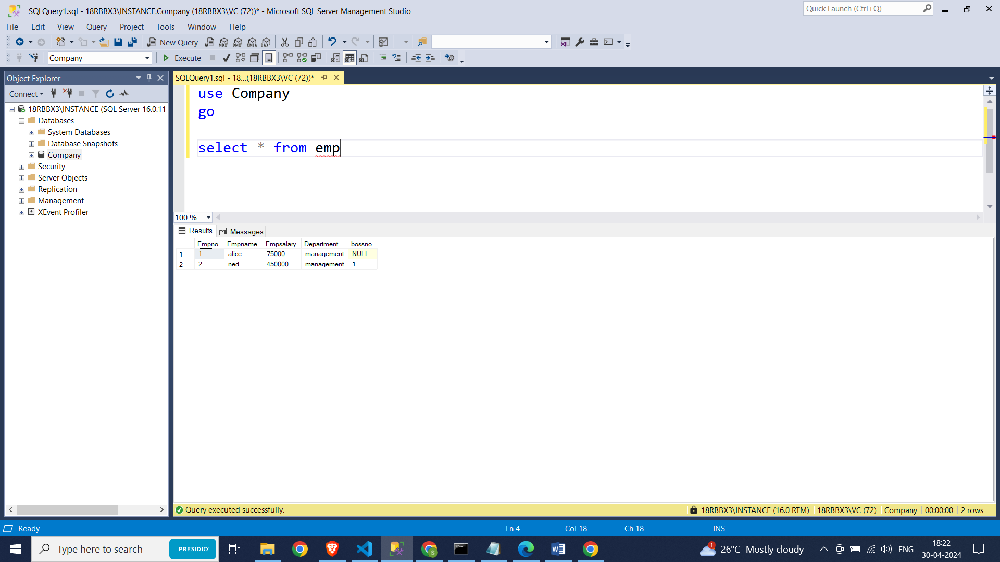 SQLQuery1.sql - 18RBBX3\INSTANCE.Company (18RBBX3\VC (72))* - Microsoft SQL Server Management Studio
Quick Launch (Ctrl+Q)
File Edit View Query Project Tools Window Help
New Query MDX DMX XMLA DAX
Company Execute
Object Explorer
SQLQuery1.sql - 18...(18RBBX3\VC (72))*
Connect
18RBBX3\INSTANCE (SQL Server 16.0.11
Databases
System Databases
Database Snapshots
Company
Security
Server Objects
Replication
Management
XEvent Profiler
use Company
go
select * from emp
100 %
Results Messages
Empno Empname Empsalary Department bossno
1 1 alice 75000 management NULL
2 2 ned 450000 management 1
Query executed successfully. 18RBBX3\INSTANCE (16.0 RTM) 18RBBX3\VC (72) Company 00:00:00 2 rows
Ready Ln 4 Col 18 Ch 18 INS
Type here to search PRESIDIO 1 26°C Mostly cloudy ENG 18:22
30-04-2024